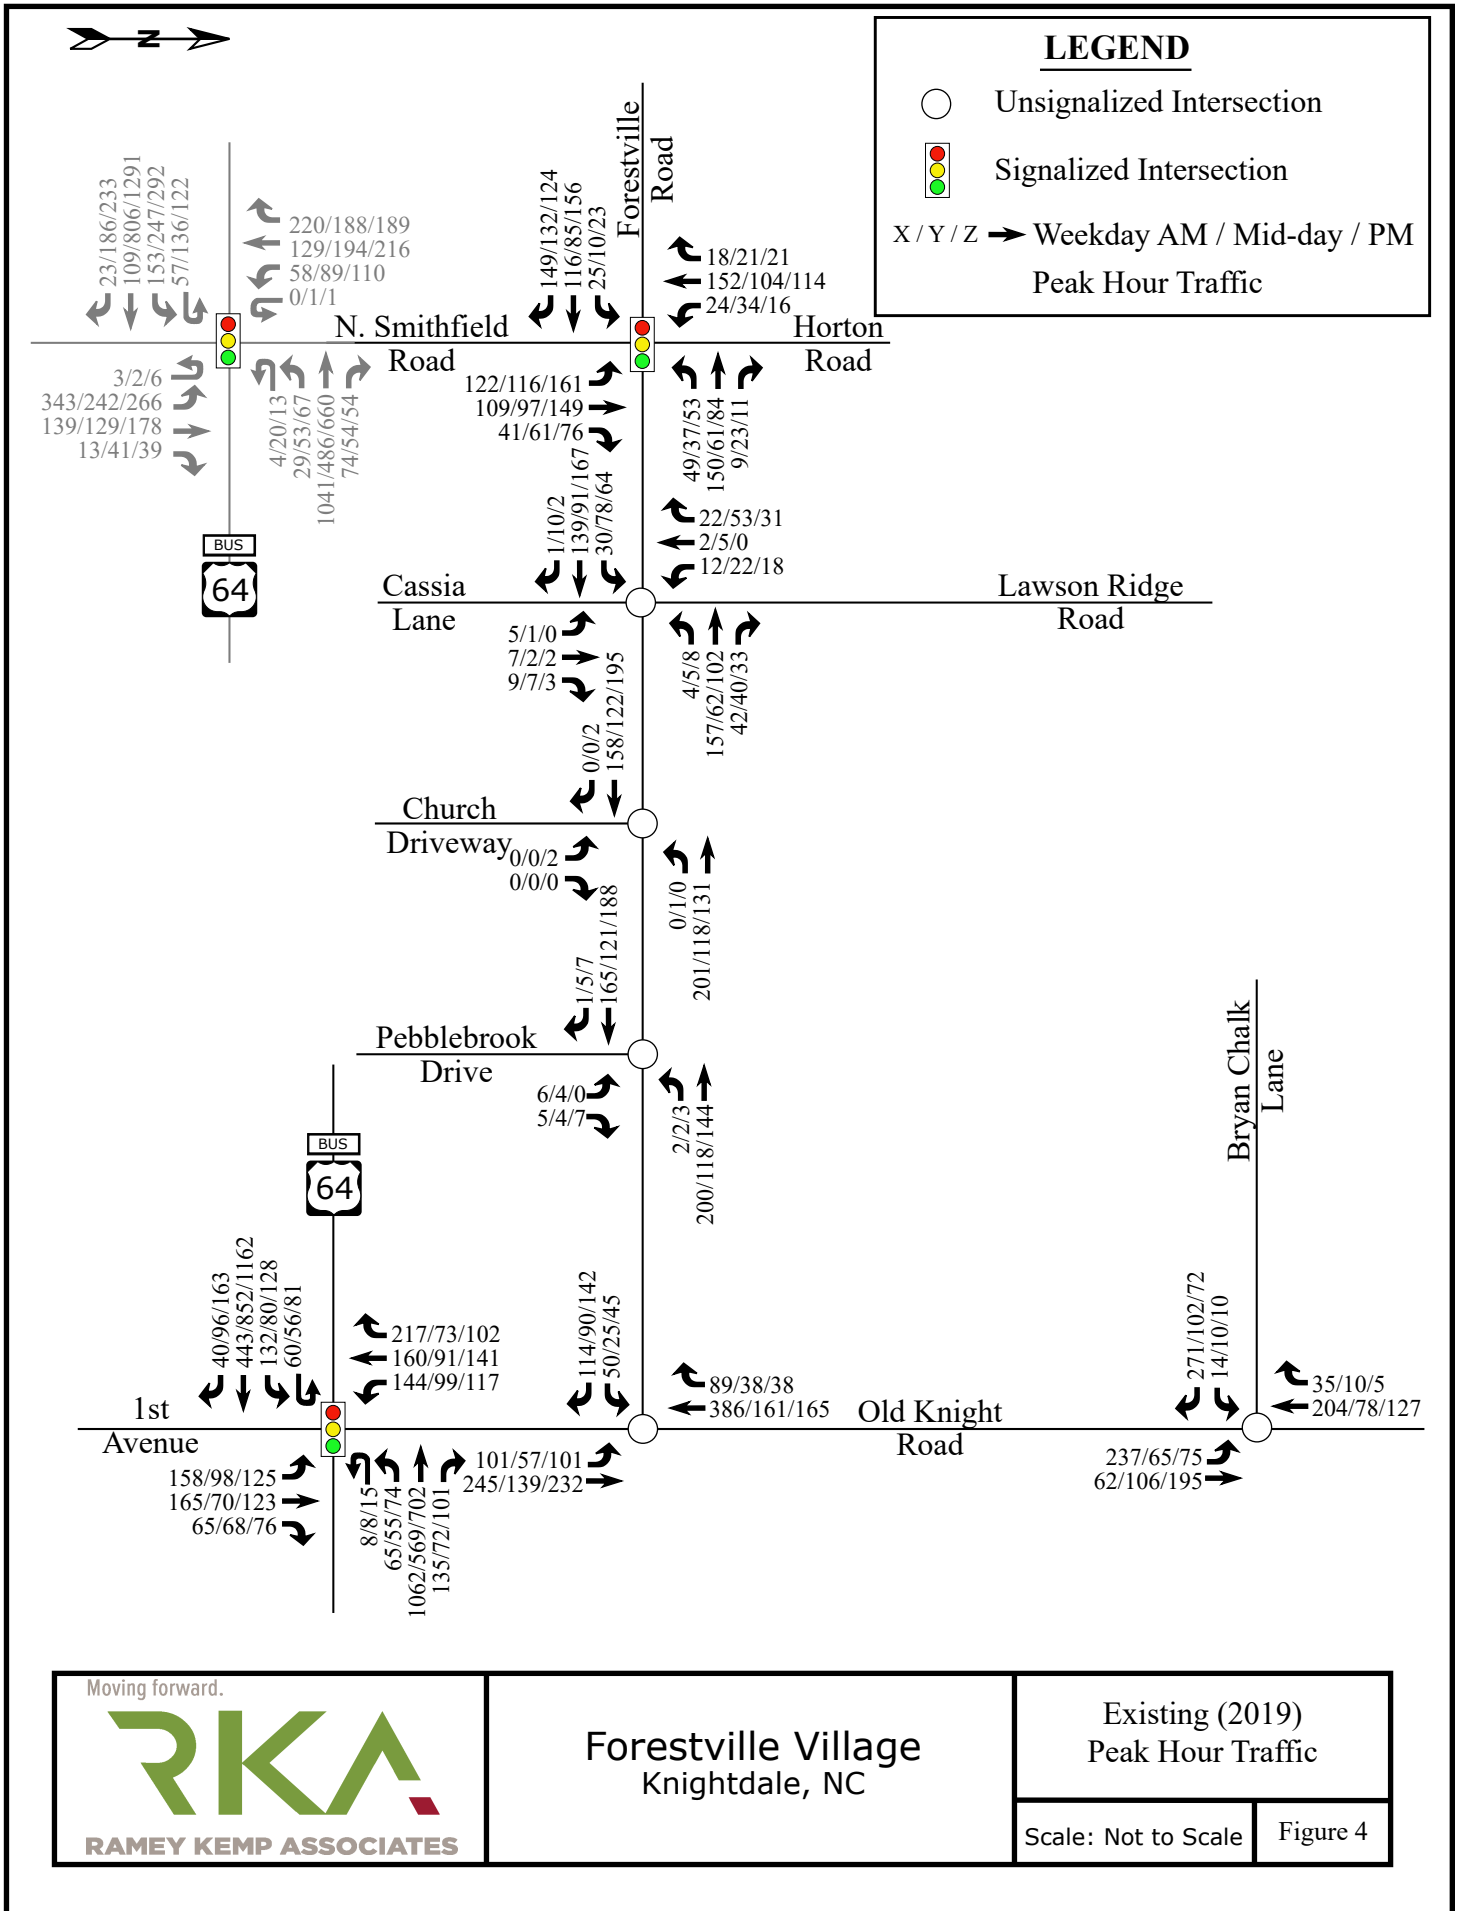 N
LEGEND
Unsignalized Intersection
Signalized Intersection
X / Y / Z
Weekday AM / Mid-day / PM
Peak Hour Traffic
23/186/233
109/806/1291
153/247/292
57/136/122
220/188/189
129/194/216
58/89/110
0/1/1
3/2/6
343/242/266
139/129/178
13/41/39
4/20/13
29/53/67
1041/486/660
74/54/54
BUS
64
N. Smithfield
Road
Forestville
Road
149/132/124
116/85/156
25/10/23
18/21/21
152/104/114
24/34/16
Horton
Road
122/116/161
109/97/149
41/61/76
49/37/53
150/61/84
9/23/11
1/10/2
139/91/167
30/78/64
22/53/31
2/5/0
12/22/18
Cassia
Lane
Lawson Ridge
Road
5/1/0
7/2/2
9/7/3
4/5/8
157/62/102
42/40/33
0/0/2
158/122/195
Church
Driveway
0/0/2
0/0/0
0/1/0
201/118/131
1/5/7
165/121/188
Pebblebrook
Drive
6/4/0
5/4/7
2/2/3
200/118/144
Bryan Chalk
Lane
BUS
64
40/96/163
443/852/1162
132/80/128
60/56/81
217/73/102
160/91/141
144/99/117
1st
Avenue
158/98/125
165/70/123
65/68/76
8/8/15
65/55/74
1062/569/702
135/72/101
114/90/142
50/25/45
89/38/38
386/161/165
101/57/101
245/139/232
Old Knight
Road
271/102/72
14/10/10
35/10/5
204/78/127
237/65/75
62/106/195
Moving forward.
RKA
RAMEY KEMP ASSOCIATES
Forestville Village
Knightdale, NC
Existing (2019)
Peak Hour Traffic
Scale: Not to Scale
Figure 4